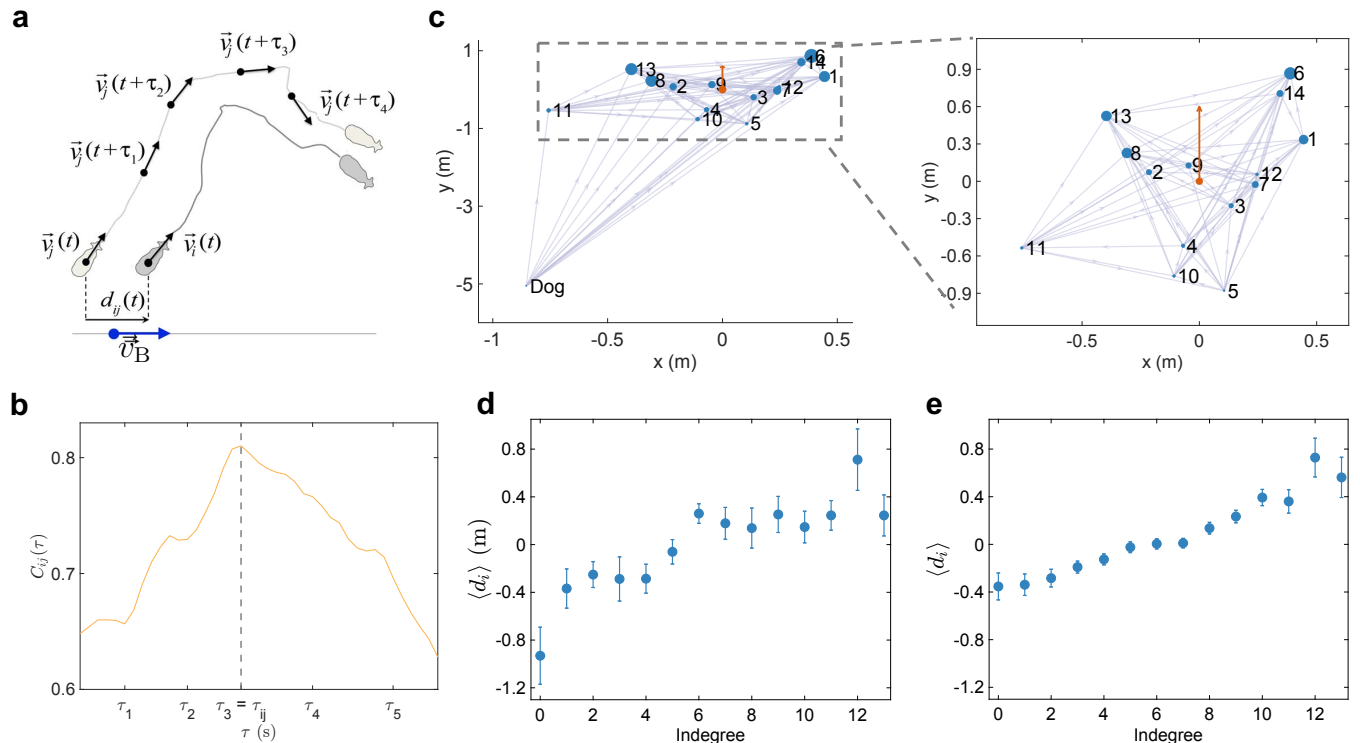 a
v⃗j(t+τ3)
v⃗j(t+τ2)
v⃗j(t+τ4)
v⃗j(t+τ1)
v⃗j(t)
v⃗i(t)
dij(t)
v⃗B
b
Cij(τ)
0.8
0.7
0.6
τ1 τ2 τ3 = τij τ4 τ5
τ (s)
c
y (m)
1
-1
-3
-5
6
14
13
1
8
9
2
12
7
3
11
4
10
5
Dog
-1 -0.5 0 0.5
x (m)
y (m)
0.9
0.6
0.3
0
-0.3
-0.6
-0.9
6
14
13
1
8
9
2
12
7
3
4
11
10
5
-0.5 0 0.5
x (m)
d
⟨di⟩ (m)
0.8
0.4
0
-0.4
-0.8
-1.2
0 2 4 6 8 10 12
Indegree
e
⟨di⟩
0.8
0.4
0
-0.4
-0.8
-1.2
0 2 4 6 8 10 12
Indegree